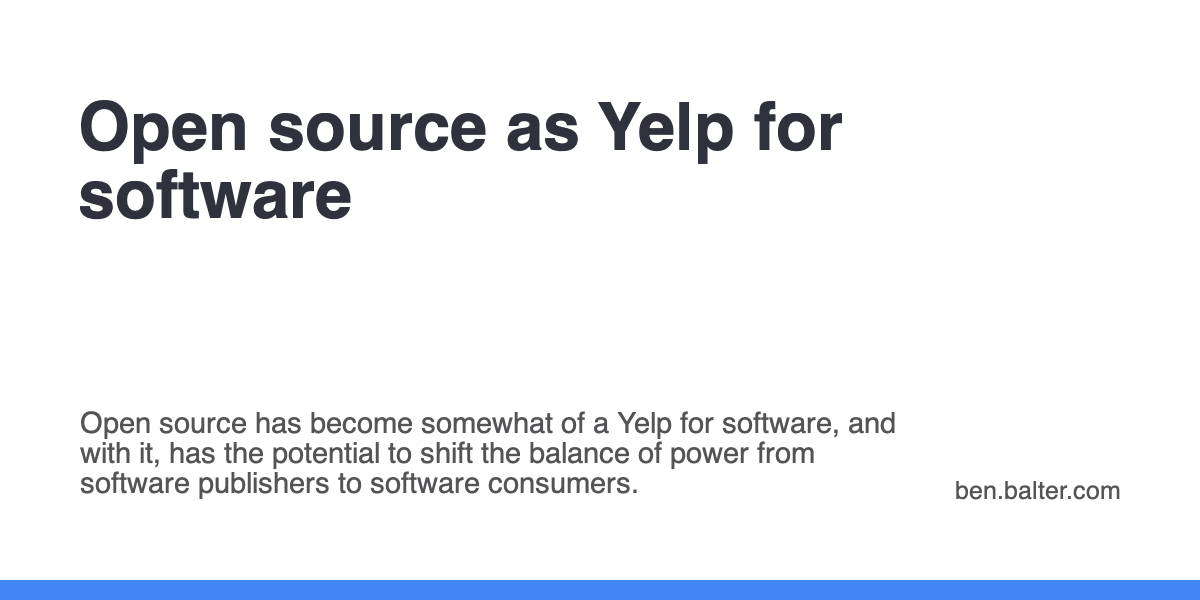 Open source as Yelp for
software
Open source has become somewhat of a Yelp for software, and
with it, has the potential to shift the balance of power from
software publishers to software consumers.
ben.balter.com